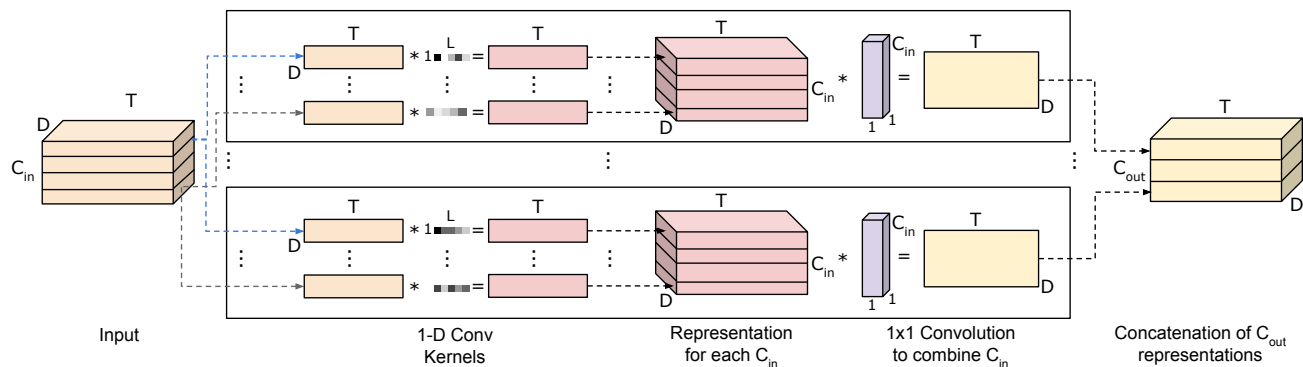 T
D
C_in
Input
T
D
* 1
L
=
T
⋮
⋮
⋮
⋮
⋮
*
=
T
C_in
D
*
C_in
1
1
=
T
D
⋮
⋮
⋮
T
D
* 1
L
=
T
⋮
⋮
⋮
⋮
⋮
*
=
T
C_in
D
*
C_in
1
1
=
T
D
T
C_out
D
1-D Conv
Kernels
Representation
for each C_in
1x1 Convolution
to combine C_in
Concatenation of C_out
representations